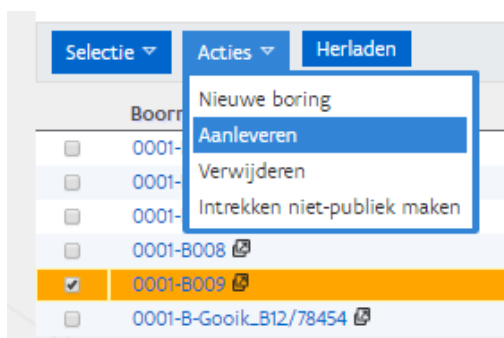 Selectie Acties Herladen
Nieuwe boring
Boorn
Aanleveren
0001-
Verwijderen
0001-
Intrekken niet-publiek maken
0001-
0001-B008
0001-B009
0001-B-Gooik_B12/78454